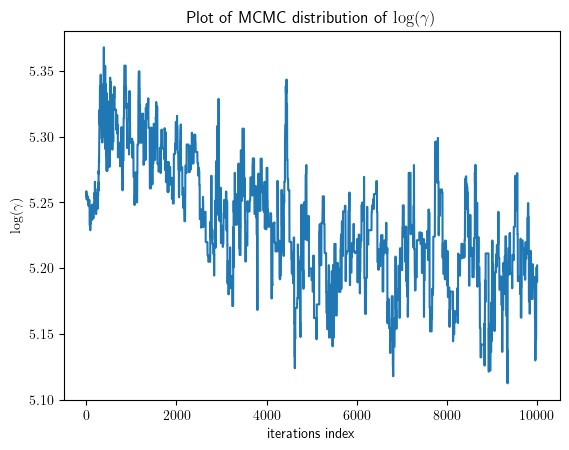 Plot of MCMC distribution of log(γ)
5.35
5.30
5.25
5.20
5.15
5.10
log(γ)
0 2000 4000 6000 8000 10000
iterations index